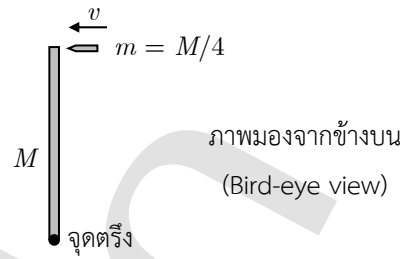 v
m = M/4
M
ภาพมองจากข้างบน
(Bird-eye view)
จุดตรึง